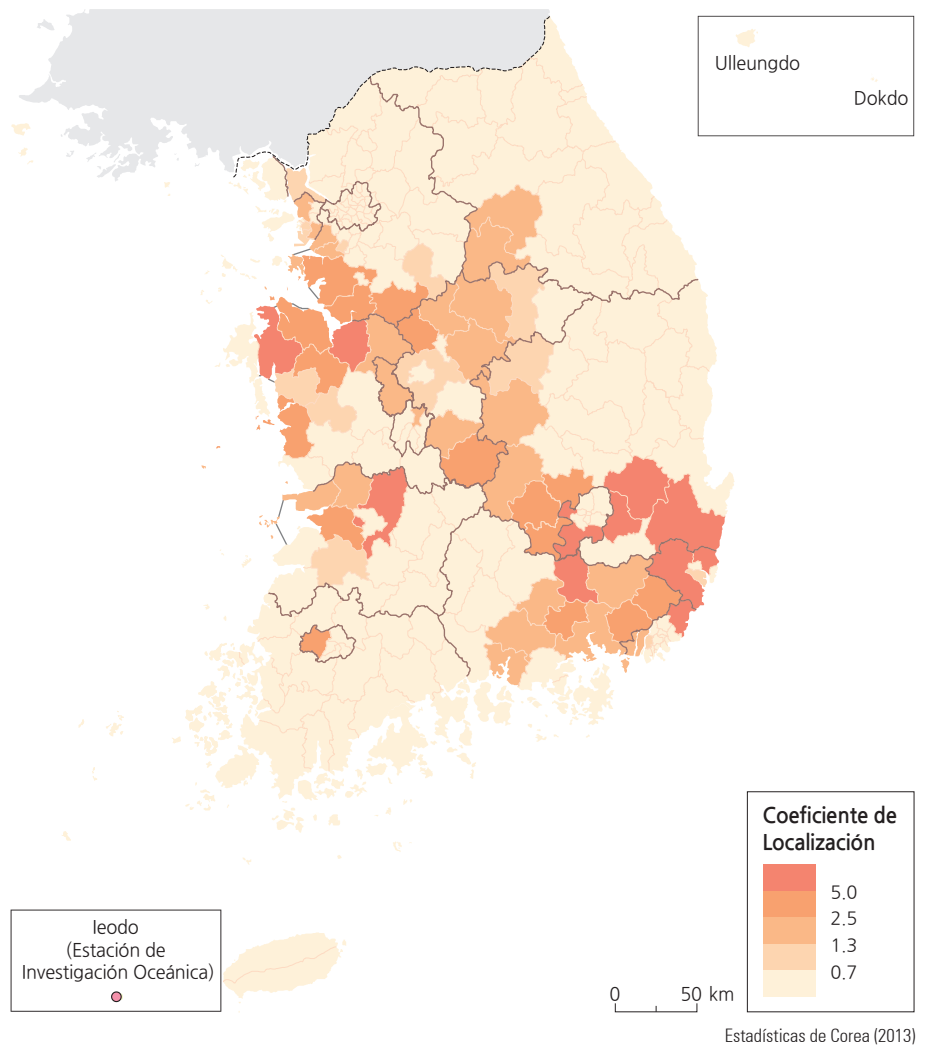 Ulleungdo
Dokdo
Coeficiente de
Localización
5.0
2.5
1.3
0.7
Ieodo
(Estación de
Investigación Oceánica)
0 50 km
Estadísticas de Corea (2013)